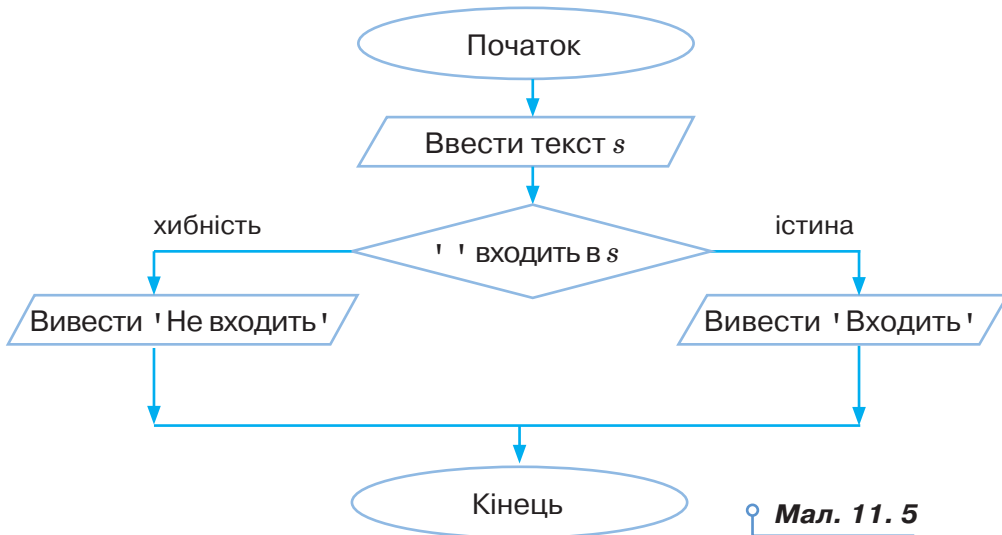 Початок
Ввести текст s
хибність
істина
' ' входить в s
Вивести 'Не входить'
Вивести 'Входить'
Кінець
Мал. 11. 5